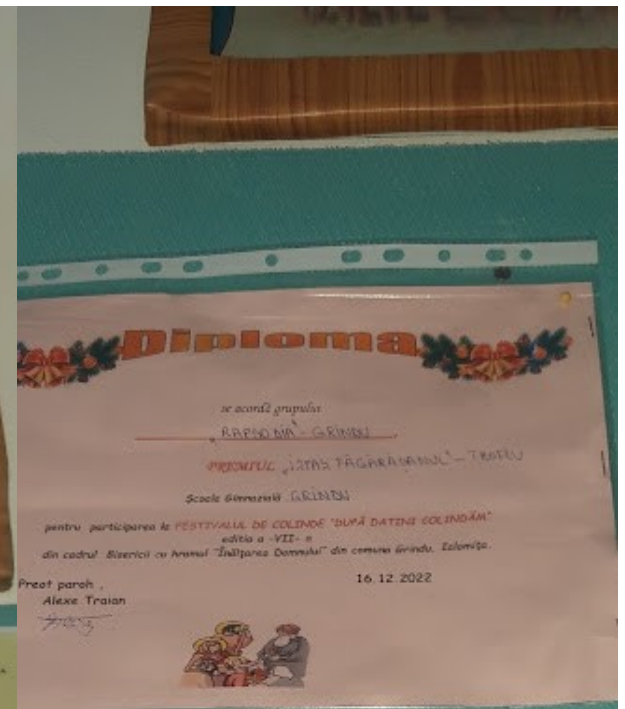 Diploma
se acordă grupului
„RAPSODIA" - GRINDU
PREMIUL - TROFEU
Școala Gimnazială GRINDU
pentru participarea la FESTIVALUL DE COLINDE "DUPĂ DATINI COLINDĂM"
editia a -VII- a
din cadrul Bisericii cu hramul "Înălțarea Domnului" din comuna Grindu, Ialomița.
Preot paroh , 16.12.2022
Alexe Traian